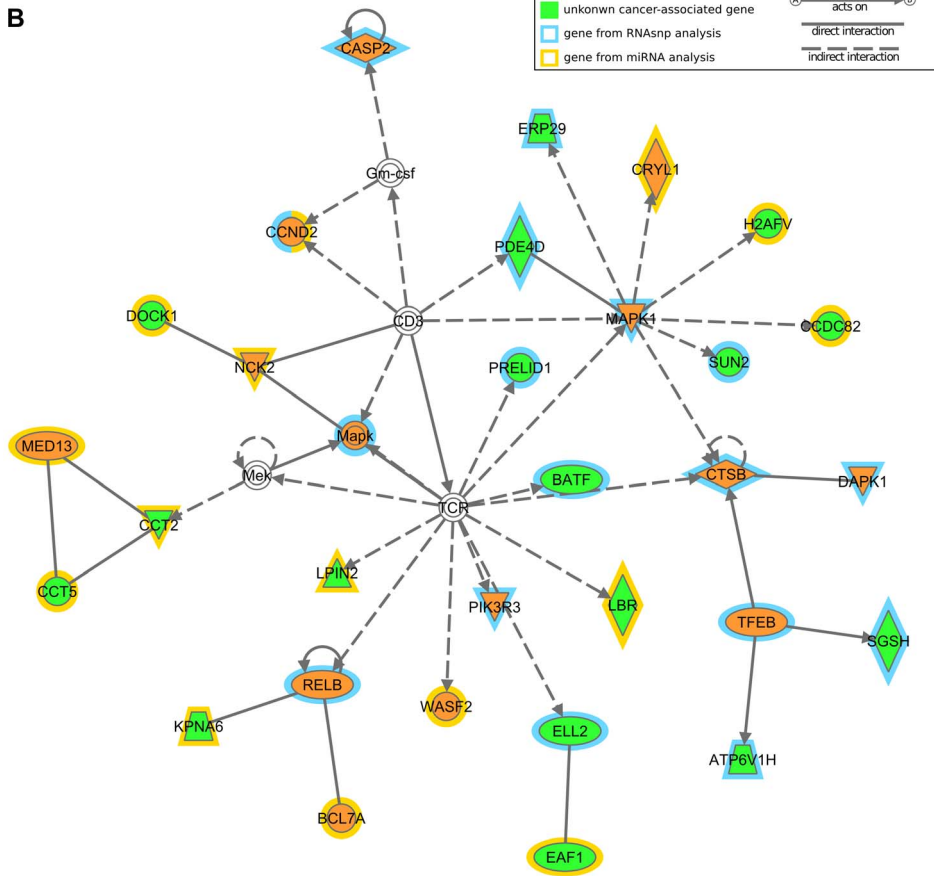 B
unkonwn cancer-associated gene
gene from RNAsnp analysis
gene from miRNA analysis
A
B
acts on
direct interaction
indirect interaction
CASP2
ERP29
CRYL1
Gm-csf
H2AFV
CCND2
PDE4D
DOCK1
CD3
MAPK1
CCDC82
NCK2
PRELID1
SUN2
MED13
Mapk
Mek
BATF
CTSB
DAPK1
TCR
CCT2
LPIN2
CCT5
PIK3R3
LBR
TFEB
SGSH
RELB
WASF2
KPNA6
ELL2
ATP6V1H
BCL7A
EAF1